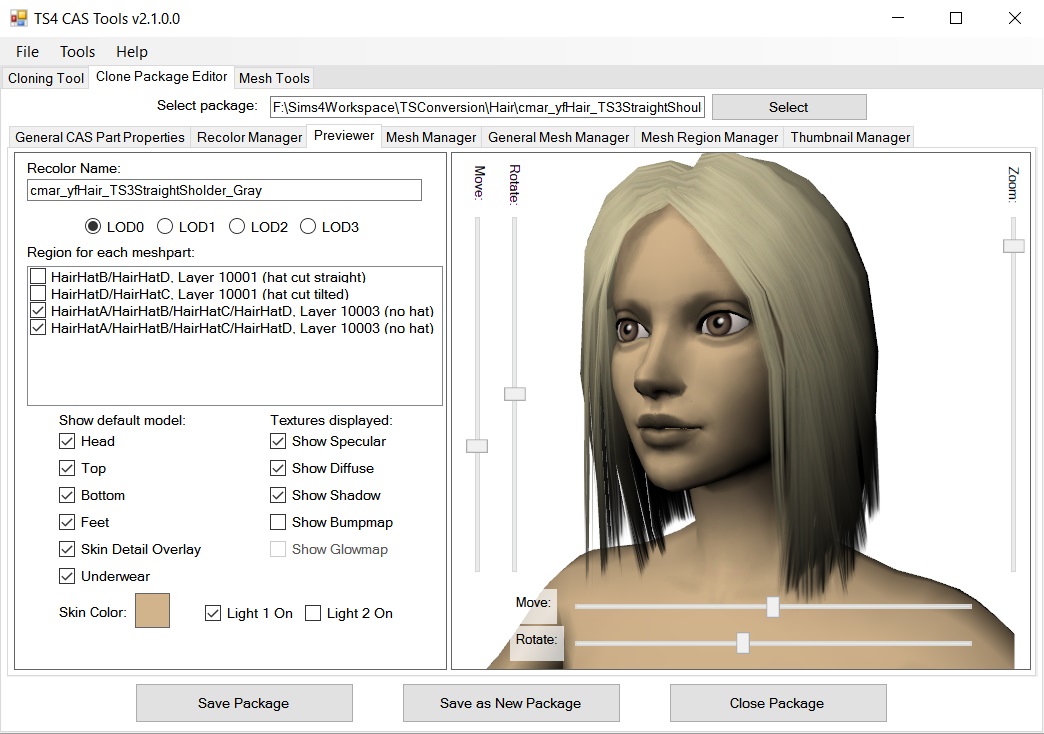 TS4 CAS Tools v2.1.0.0
File Tools Help
Cloning Tool Clone Package Editor Mesh Tools
Select package: F:\Sims4Workspace\TSConversion\Hair\cmar_yfHair_TS3StraightShoul Select
General CAS Part Properties Recolor Manager Previewer Mesh Manager General Mesh Manager Mesh Region Manager Thumbnail Manager
Recolor Name:
cmar_yfHair_TS3StraightSholder_Gray
LOD0 LOD1 LOD2 LOD3
Region for each meshpart:
HairHatB/HairHatD, Layer 10001 (hat cut straight)
HairHatD/HairHatC, Layer 10001 (hat cut tilted)
HairHatA/HairHatB/HairHatC/HairHatD, Layer 10003 (no hat)
HairHatA/HairHatB/HairHatC/HairHatD, Layer 10003 (no hat)
Show default model: Textures displayed:
Head Show Specular
Top Show Diffuse
Bottom Show Shadow
Feet Show Bumpmap
Skin Detail Overlay Show Glowmap
Underwear
Skin Color: Light 1 On Light 2 On
Move:
Rotate:
Zoom:
Move:
Rotate:
Save Package Save as New Package Close Package